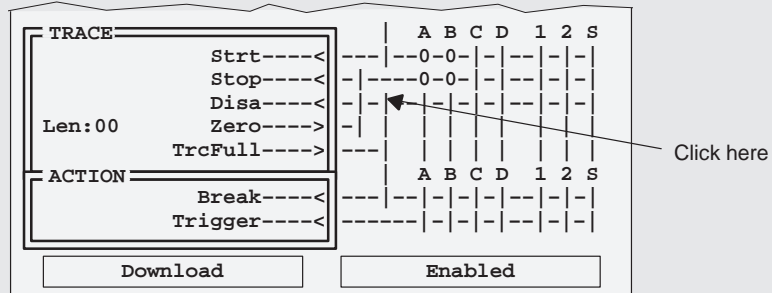 TRACE A B C D 1 2 S
Strt----< ---|--0-0-|-|--|-|-|
Stop----< -|----0-0-|-|--|-|-|
Disa----< -|-|--|-|-|-|--|-|-|
Len:00 Zero----> -| | | | | | | | |
TrcFull----> ---| | | | | | | |
ACTION A B C D 1 2 S
Break----< ---|--|-|-|-|--|-|-|
Trigger----< ------|-|-|-|--|-|-|
Download Enabled
Click here